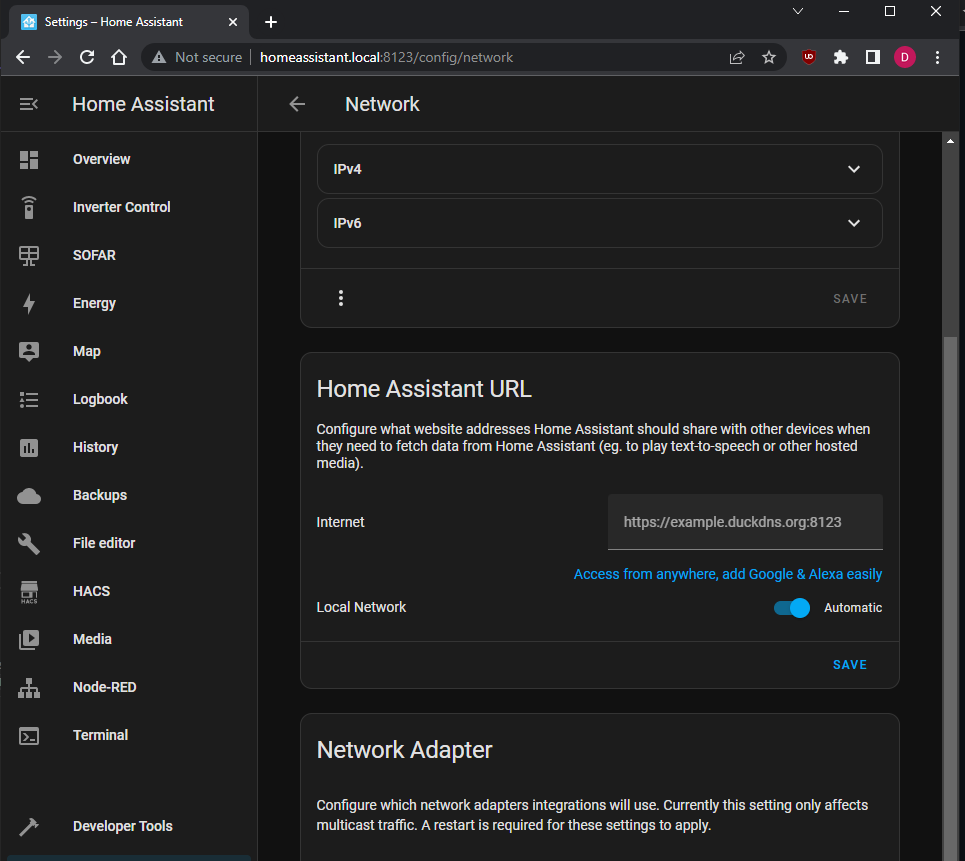 Settings – Home Assistant
Not secure
homeassistant.local:8123/config/network
UD
D
Home Assistant
Network
Overview
Inverter Control
SOFAR
Energy
Map
Logbook
History
Backups
File editor
HACS
HACS
Media
Node-RED
Terminal
Developer Tools
IPv4
IPv6
SAVE
Home Assistant URL
Configure what website addresses Home Assistant should share with other devices when
they need to fetch data from Home Assistant (eg. to play text-to-speech or other hosted
media).
Internet
https://example.duckdns.org:8123
Access from anywhere, add Google & Alexa easily
Local Network
Automatic
SAVE
Network Adapter
Configure which network adapters integrations will use. Currently this setting only affects
multicast traffic. A restart is required for these settings to apply.